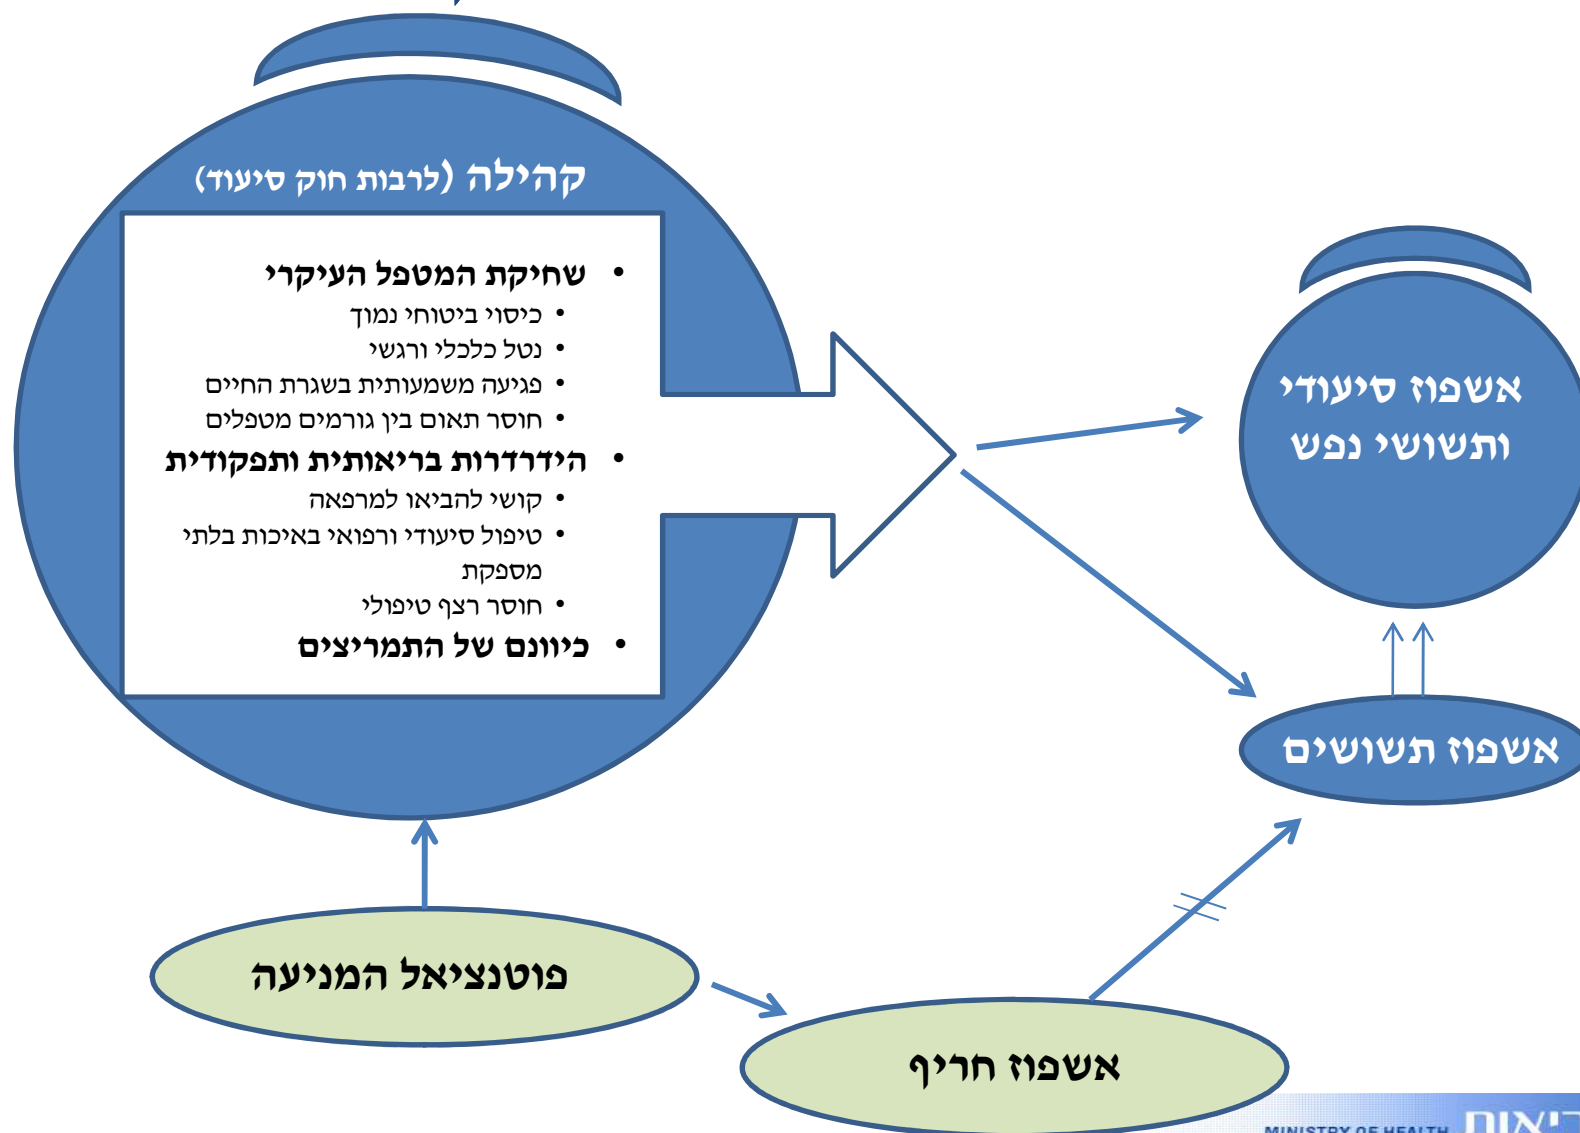 קהילה (לרבות חוק סיעוד)
• שחיקת המטפל העיקרי
• כיסוי ביטוחי נמוך
• נטל כלכלי ורגשי
• פגיעה משמעותית בשגרת החיים
• חוסר תאום בין גורמים מטפלים
• הידרדרות בריאותית ותפקודית
• קושי להביאו למרפאה
• טיפול סיעודי ורפואי באיכות בלתי
מספקת
• חוסר רצף טיפולי
• כיוונם של התמריצים
אשפוז סיעודי
ותשושי נפש
אשפוז תשושים
פוטנציאל המניעה
אשפוז חריף
MINISTRY OF HEALTH